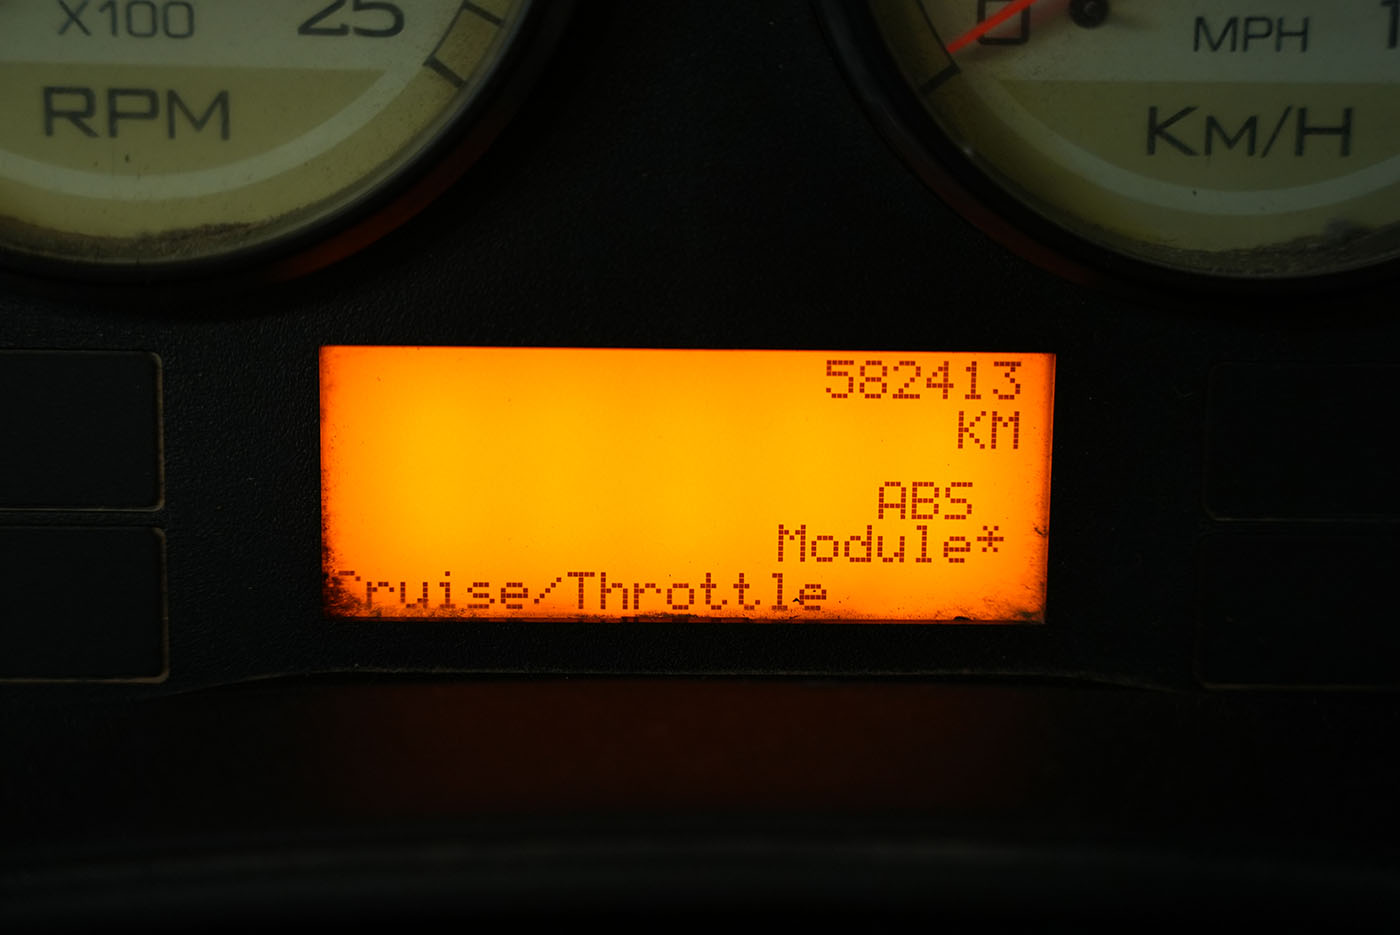 X100 25
RPM
MPH
KM/H
582413
KM
ABS
Module*
Cruise/Throttle